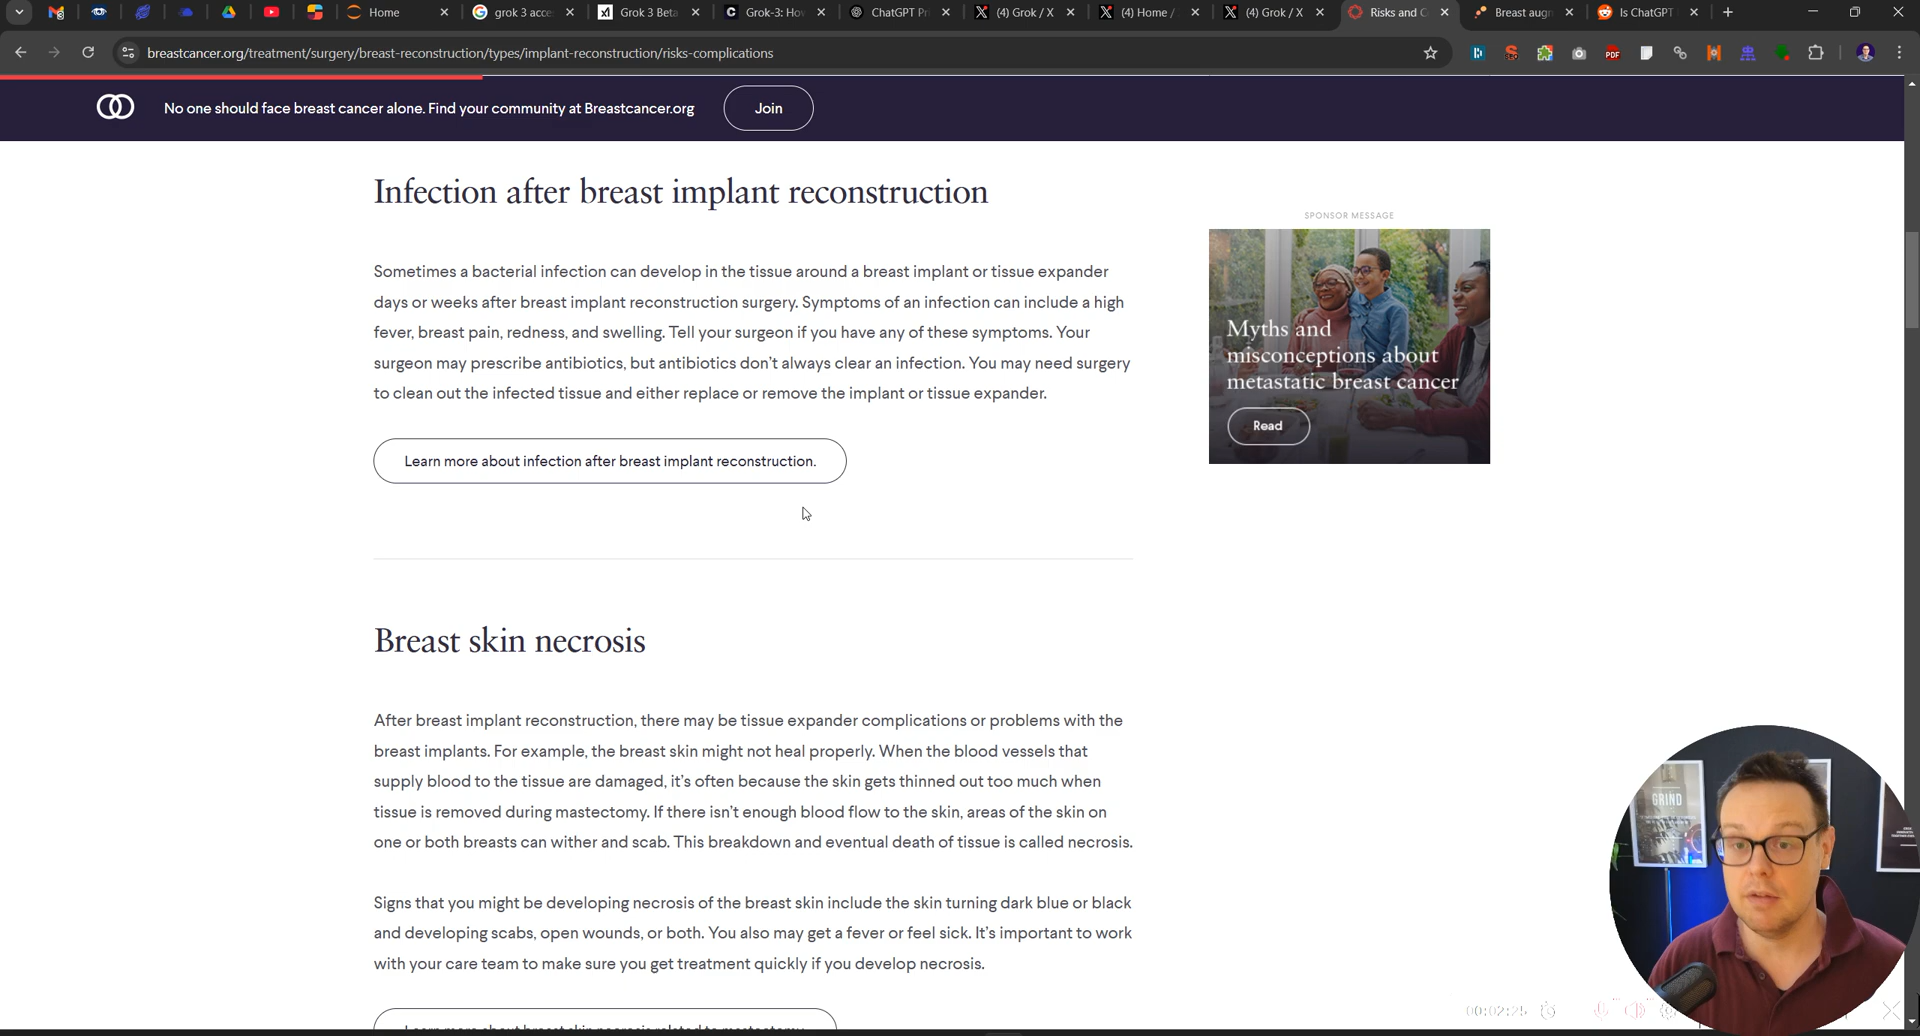 Home
grok 3 acce
Grok 3 Beta
Grok-3: Ho
ChatGPT Pr
(4) Grok / X
(4) Home /
(4) Grok / X
Risks and C
Breast aug
Is ChatGPT
breastcancer.org/treatment/surgery/breast-reconstruction/types/implant-reconstruction/risks-complications
PDF
No one should face breast cancer alone. Find your community at Breastcancer.org
Join
Infection after breast implant reconstruction
SPONSOR MESSAGE
Sometimes a bacterial infection can develop in the tissue around a breast implant or tissue expander
days or weeks after breast implant reconstruction surgery. Symptoms of an infection can include a high
fever, breast pain, redness, and swelling. Tell your surgeon if you have any of these symptoms. Your
surgeon may prescribe antibiotics, but antibiotics don't always clear an infection. You may need surgery
to clean out the infected tissue and either replace or remove the implant or tissue expander.
Myths and
misconceptions about
metastatic breast cancer
Read
Learn more about infection after breast implant reconstruction.
Breast skin necrosis
After breast implant reconstruction, there may be tissue expander complications or problems with the
breast implants. For example, the breast skin might not heal properly. When the blood vessels that
supply blood to the tissue are damaged, it's often because the skin gets thinned out too much when
tissue is removed during mastectomy. If there isn't enough blood flow to the skin, areas of the skin on
one or both breasts can wither and scab. This breakdown and eventual death of tissue is called necrosis.
Signs that you might be developing necrosis of the breast skin include the skin turning dark blue or black
and developing scabs, open wounds, or both. You also may get a fever or feel sick. It's important to work
with your care team to make sure you get treatment quickly if you develop necrosis.
GRIND
00:02:25